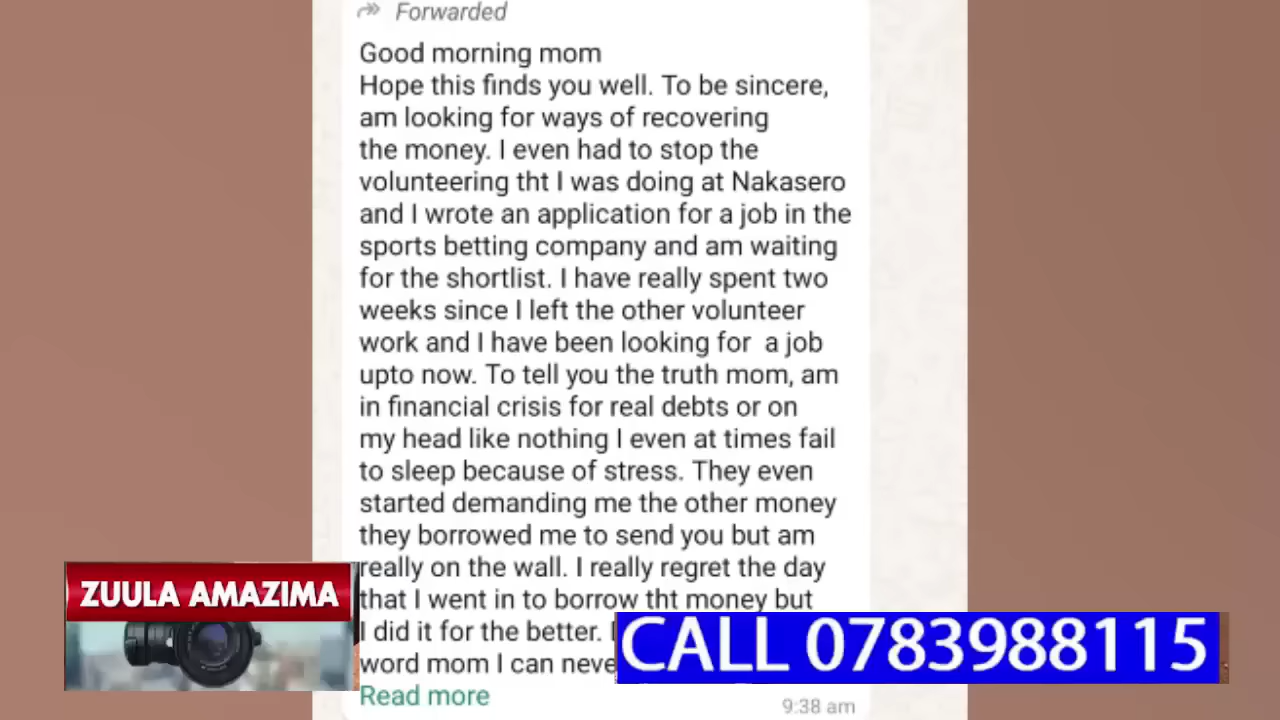 Forwarded
Good morning mom
Hope this finds you well. To be sincere,
am looking for ways of recovering
the money. I even had to stop the
volunteering tht I was doing at Nakasero
and I wrote an application for a job in the
sports betting company and am waiting
for the shortlist. I have really spent two
weeks since I left the other volunteer
work and I have been looking for  a job
upto now. To tell you the truth mom, am
in financial crisis for real debts or on
my head like nothing I even at times fail
to sleep because of stress. They even
started demanding me the other money
they borrowed me to send you but am
really on the wall. I really regret the day
that I went in to borrow tht money but
I did it for the better.
word mom I can
Read more
9:38 am
ZUULA AMAZIMA
CALL 0783988115